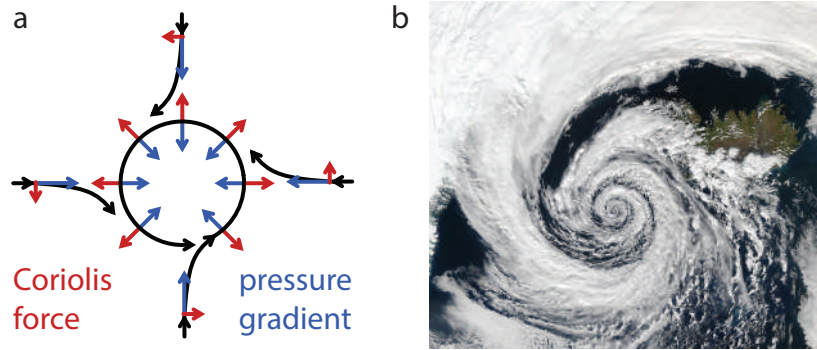 a
b
Coriolis
force
pressure
gradient